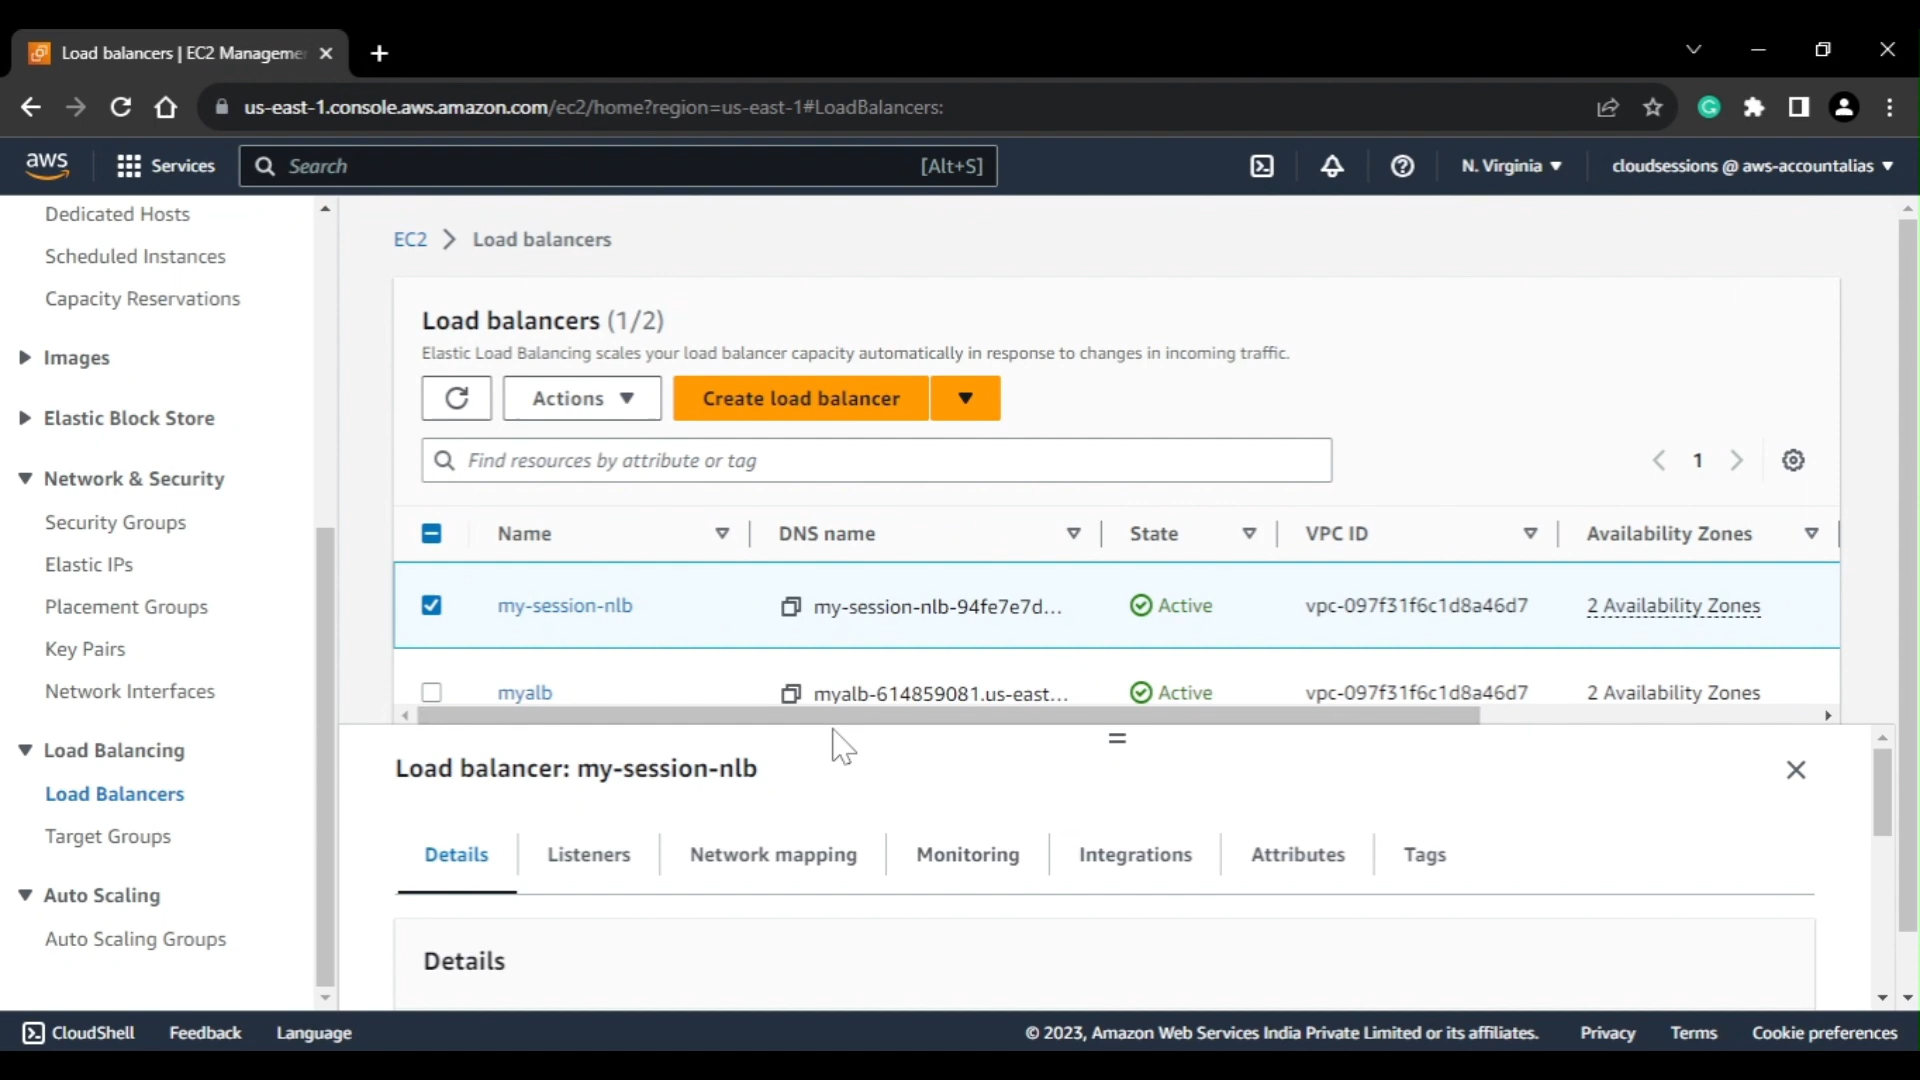 Load balancers | EC2 Manageme
us-east-1.console.aws.amazon.com/ec2/home?region=us-east-1#LoadBalancers:
aws
Services
Search
[Alt+S]
N. Virginia
cloudsessions @ aws-accountalias
Dedicated Hosts
Scheduled Instances
Capacity Reservations
Images
Elastic Block Store
Network & Security
Security Groups
Elastic IPs
Placement Groups
Key Pairs
Network Interfaces
Load Balancing
Load Balancers
Target Groups
Auto Scaling
Auto Scaling Groups
EC2 > Load balancers
Load balancers (1/2)
Elastic Load Balancing scales your load balancer capacity automatically in response to changes in incoming traffic.
Actions
Create load balancer
Find resources by attribute or tag
1
Name DNS name State VPC ID Availability Zones
my-session-nlb my-session-nlb-94fe7e7d... Active vpc-097f31f6c1d8a46d7 2 Availability Zones
myalb myalb-614859081.us-east... Active vpc-097f31f6c1d8a46d7 2 Availability Zones
Load balancer: my-session-nlb
Details Listeners Network mapping Monitoring Integrations Attributes Tags
Details
CloudShell Feedback Language © 2023, Amazon Web Services India Private Limited or its affiliates. Privacy Terms Cookie preferences